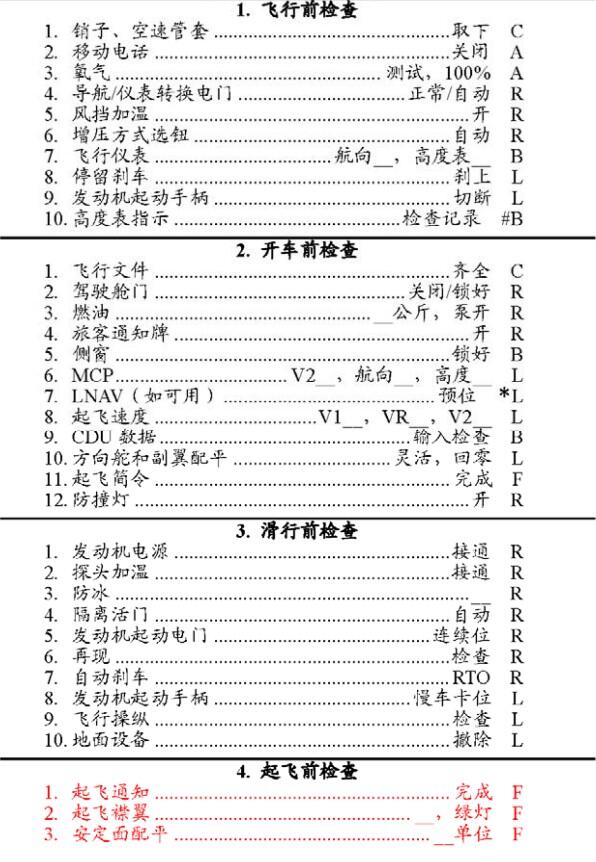 1. 飞行前检查
1. 销子、空速管套 ........................ 取下 C
2. 移动电话 ........................ 关闭 A
3. 氧气 ........................ 测试，100% A
4. 导航/仪表转换电门 ........................ 正常/自动 R
5. 风挡加温 ........................ 开 R
6. 增压方式选钮 ........................ 自动 R
7. 飞行仪表 ........................ 航向__，高度表__ B
8. 停留刹车 ........................ 刹上 L
9. 发动机起动手柄 ........................ 切断 L
10. 高度表指示 ........................ 检查记录 #B
2. 开车前检查
1. 飞行文件 ........................ 齐全 C
2. 驾驶舱门 ........................ 关闭/锁好 R
3. 燃油 ........................ __公斤，泵开 R
4. 旅客通知牌 ........................ 开 R
5. 侧窗 ........................ 锁好 B
6. MCP ........................ V2__，航向__，高度__ L
7. LNAV（如可用） ........................ 预位 *L
8. 起飞速度 ........................ V1__，VR__，V2__ L
9. CDU 数据 ........................ 输入检查 B
10. 方向舵和副翼配平 ........................ 灵活，回零 L
11. 起飞简令 ........................ 完成 F
12. 防撞灯 ........................ 开 R
3. 滑行前检查
1. 发动机电源 ........................ 接通 R
2. 探头加温 ........................ 接通 R
3. 防冰 ........................ __ R
4. 隔离活门 ........................ 自动 R
5. 发动机起动电门 ........................ 连续位 R
6. 再现 ........................ 检查 R
7. 自动刹车 ........................ RTO R
8. 发动机起动手柄 ........................ 慢车卡位 L
9. 飞行操纵 ........................ 检查 L
10. 地面设备 ........................ 撤除 L
4. 起飞前检查
1. 起飞通知 ........................ 完成 F
2. 起飞襟翼 ........................ __，绿灯 F
3. 安定面配平 ........................ __单位 F